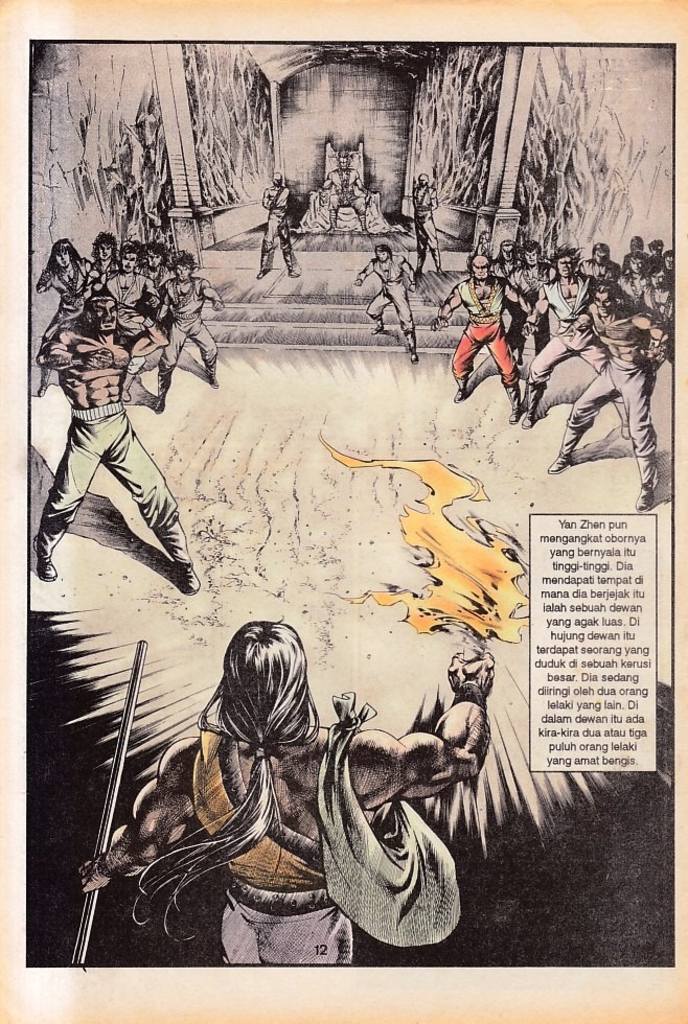 Yan Zhen pun
mengangkat obornya
yang bernyala itu
tinggi-tinggi. Dia
mendapati tempat di
mana dia berjejak itu
ialah sebuah dewan
yang agak luas. Di
hujung dewan itu
terdapat seorang yang
duduk di sebuah kerusi
besar. Dia sedang
diiringi oleh dua orang
lelaki yang lain. Di
dalam dewan itu ada
kira-kira dua atau tiga
puluh orang lelaki
yang amat bengis.
12